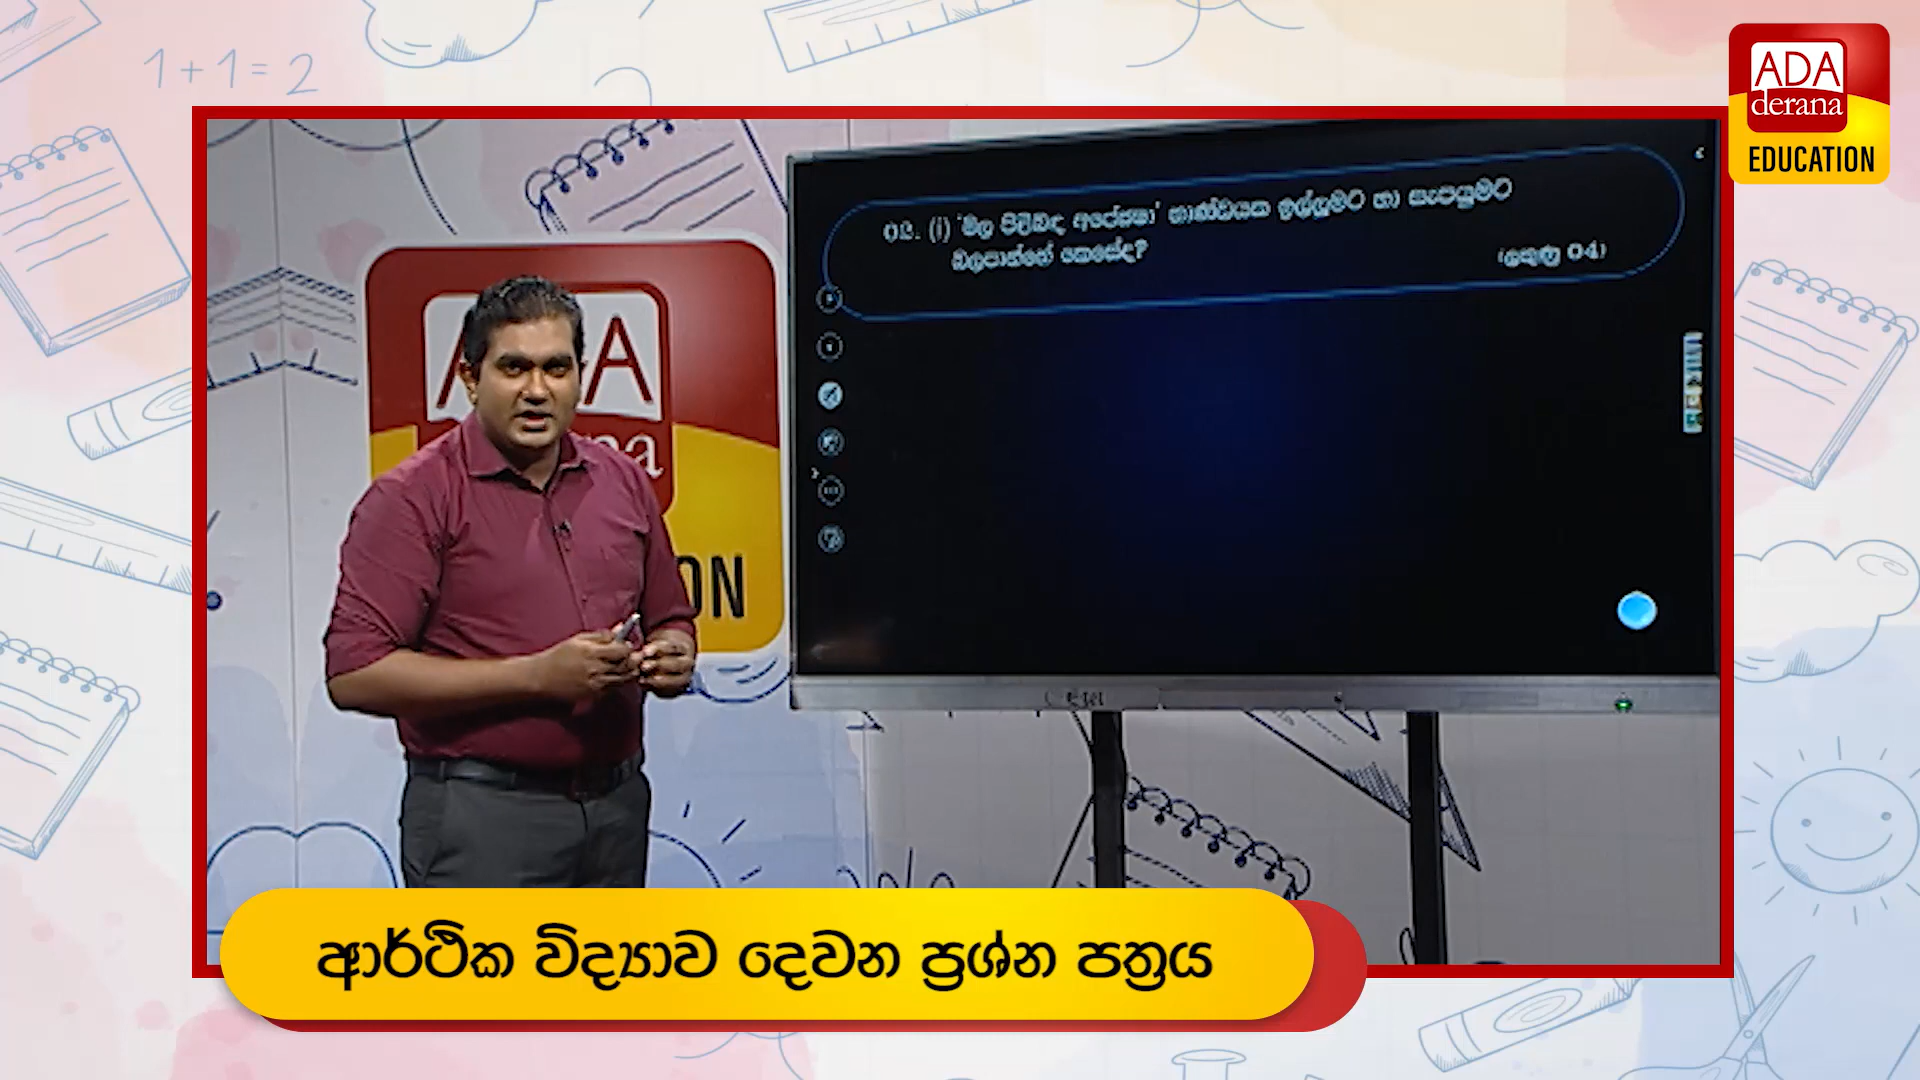 1+1=2
ADA
derana
EDUCATION
02. (i) 'මිල පිළිබඳ අපේක්ෂා' භාණ්ඩයක ඉල්ලුමට හා සැපයුමට
බලපාන්නේ කෙසේද?
(ලකුණු 04)
ආර්ථික විද්‍යාව දෙවන ප්‍රශ්න පත්‍රය